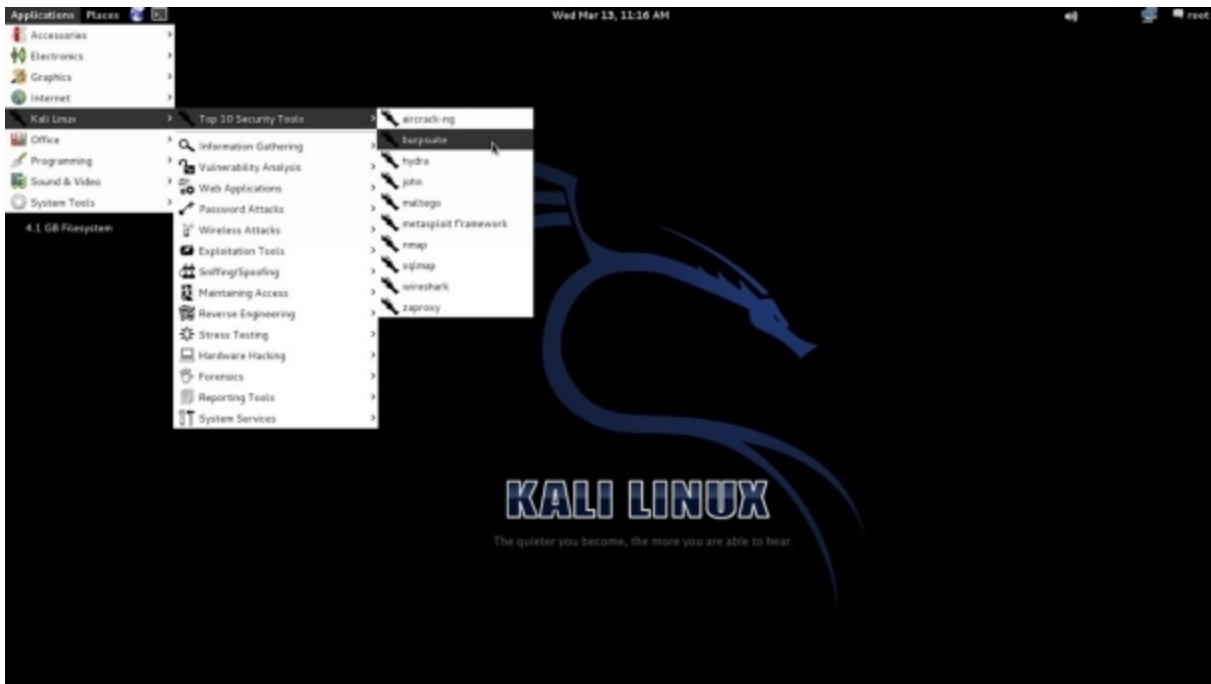 Applications Places Wed Mar 13, 11:16 AM root
Accessories
Electronics
Graphics
Internet
Kali Linux
Office
Programming
Sound & Video
System Tools
4.1 GB Filesystem
Top 10 Security Tools
Information Gathering
Vulnerability Analysis
Web Applications
Password Attacks
Wireless Attacks
Exploitation Tools
Sniffing/Spoofing
Maintaining Access
Reverse Engineering
Stress Testing
Hardware Hacking
Forensics
Reporting Tools
System Services
aircrack-ng
burpsuite
hydra
john
maltego
metasploit framework
nmap
sqlmap
wireshark
zaproxy
KALI LINUX
The quieter you become, the more you are able to hear.